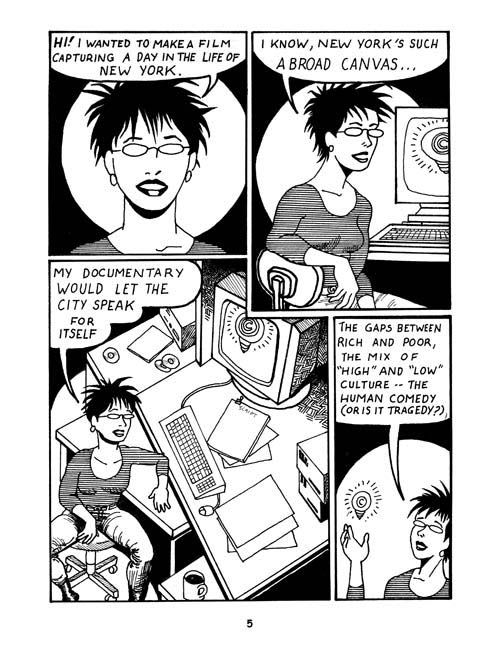 HI! I WANTED TO MAKE A FILM
CAPTURING A DAY IN THE LIFE OF
NEW YORK.
I KNOW, NEW YORK'S SUCH
A BROAD CANVAS...
MY DOCUMENTARY
WOULD LET THE
CITY SPEAK
FOR
ITSELF
SCRIPT
THE GAPS BETWEEN
RICH AND POOR,
THE MIX OF
"HIGH" AND "LOW"
CULTURE -- THE
HUMAN COMEDY
(OR IS IT TRAGEDY?),
5